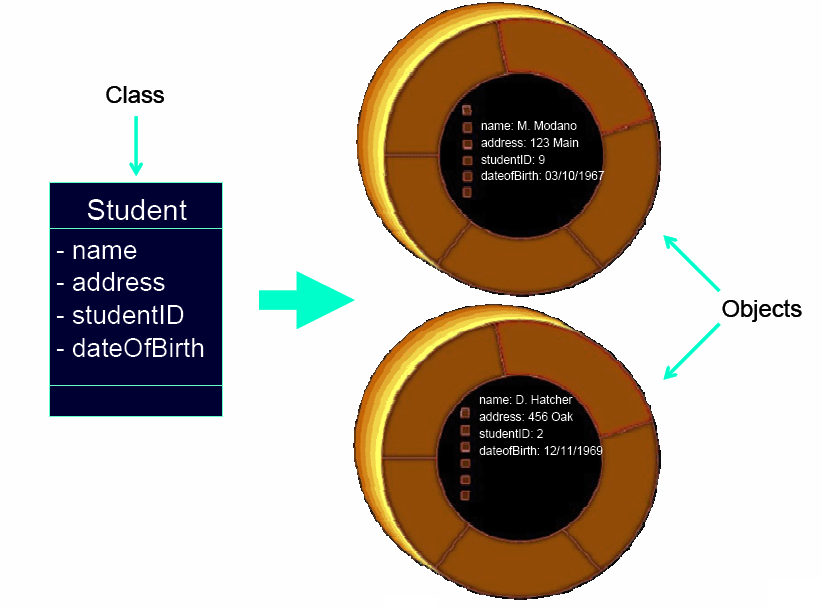 Class
Student
- name
- address
- studentID
- dateOfBirth
name: M. Modano
address: 123 Main
studentID: 9
dateofBirth: 03/10/1967
Objects
name: D. Hatcher
address: 456 Oak
studentID: 2
dateofBirth: 12/11/1969